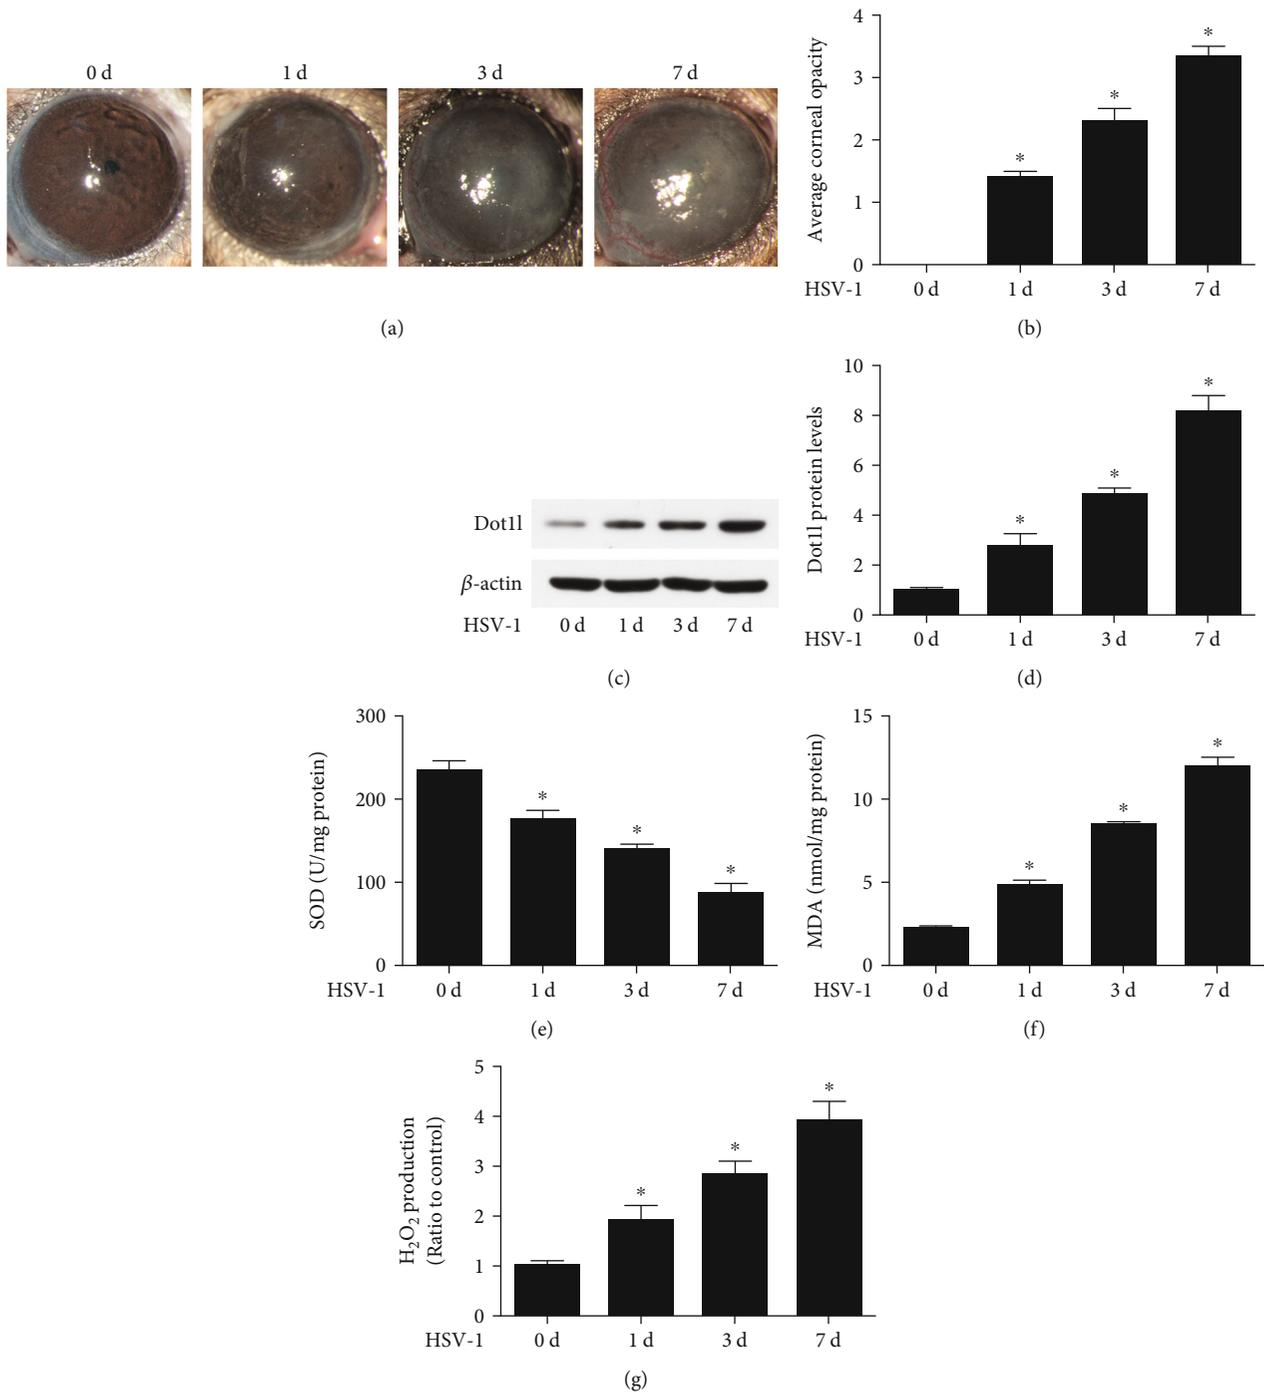 0 d 1 d 3 d 7 d
(a)
Average corneal opacity
4
3
2
1
0
HSV-1 0 d 1 d 3 d 7 d
(b)
Dot1l
β-actin
HSV-1 0 d 1 d 3 d 7 d
(c)
Dot1l protein levels
10
8
6
4
2
0
* * *
HSV-1 0 d 1 d 3 d 7 d
(d)
SOD (U/mg protein)
300
200
100
0
* * *
HSV-1 0 d 1 d 3 d 7 d
(e)
MDA (nmol/mg protein)
15
10
5
0
* * *
HSV-1 0 d 1 d 3 d 7 d
(f)
H₂O₂ production
(Ratio to control)
5
4
3
2
1
0
* * *
HSV-1 0 d 1 d 3 d 7 d
(g)